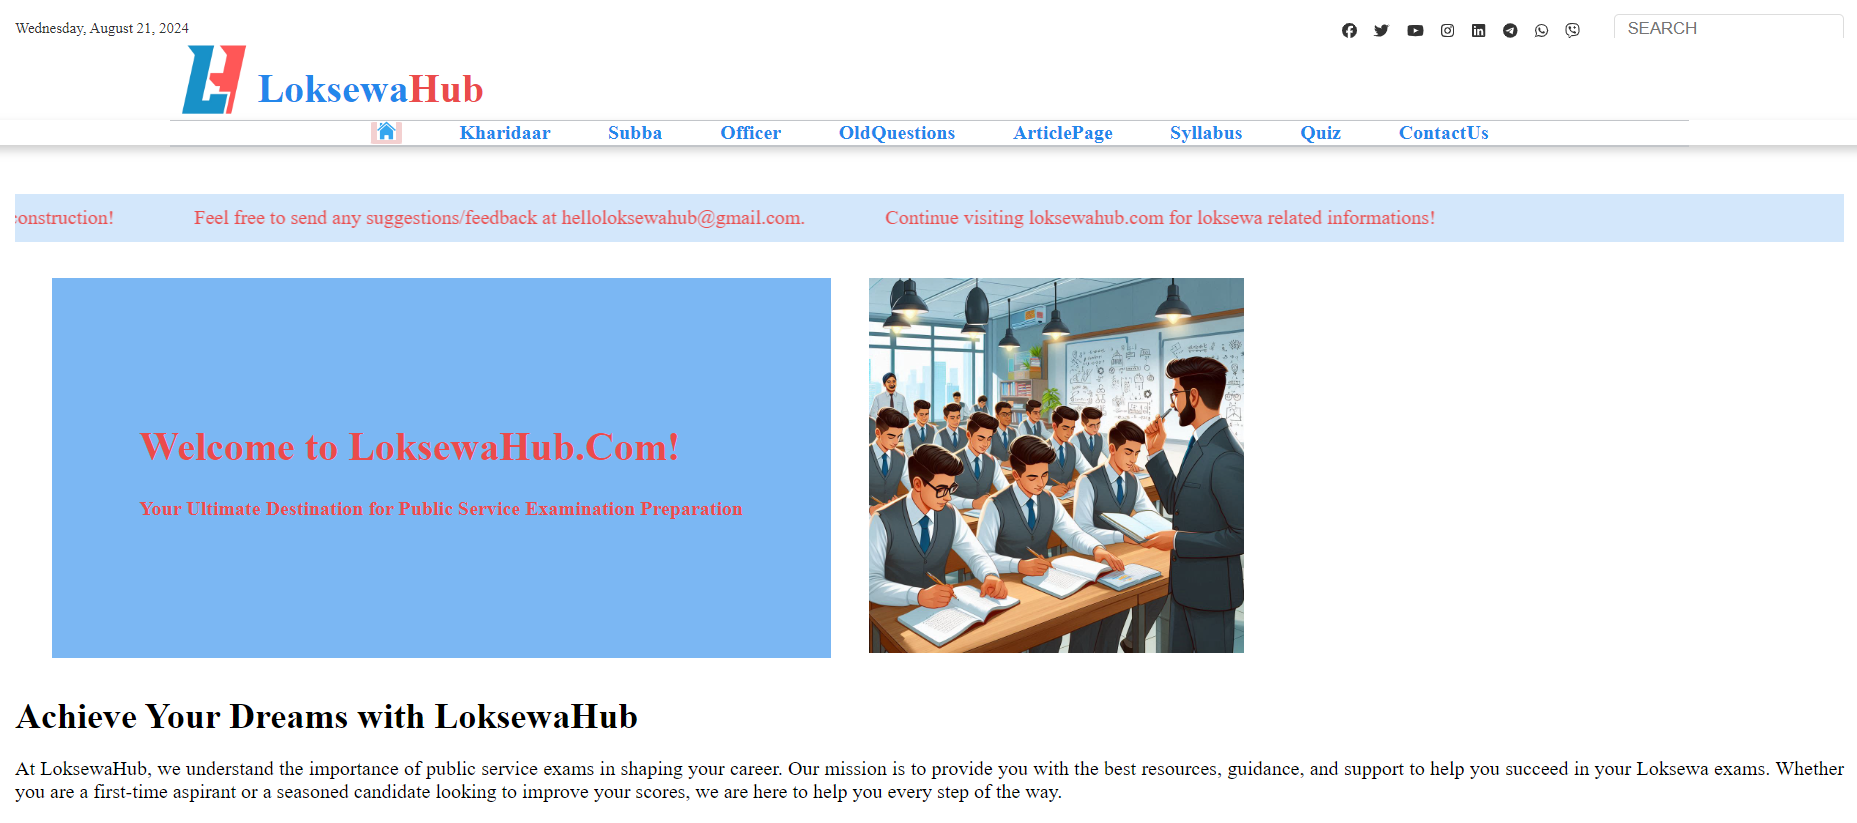 Wednesday, August 21, 2024
SEARCH
LoksewaHub
Kharidaar Subba Officer OldQuestions ArticlePage Syllabus Quiz ContactUs
onstruction! Feel free to send any suggestions/feedback at helloloksewahub@gmail.com. Continue visiting loksewahub.com for loksewa related informations!
Welcome to LoksewaHub.Com!
Your Ultimate Destination for Public Service Examination Preparation
Achieve Your Dreams with LoksewaHub
At LoksewaHub, we understand the importance of public service exams in shaping your career. Our mission is to provide you with the best resources, guidance, and support to help you succeed in your Loksewa exams. Whether
you are a first-time aspirant or a seasoned candidate looking to improve your scores, we are here to help you every step of the way.